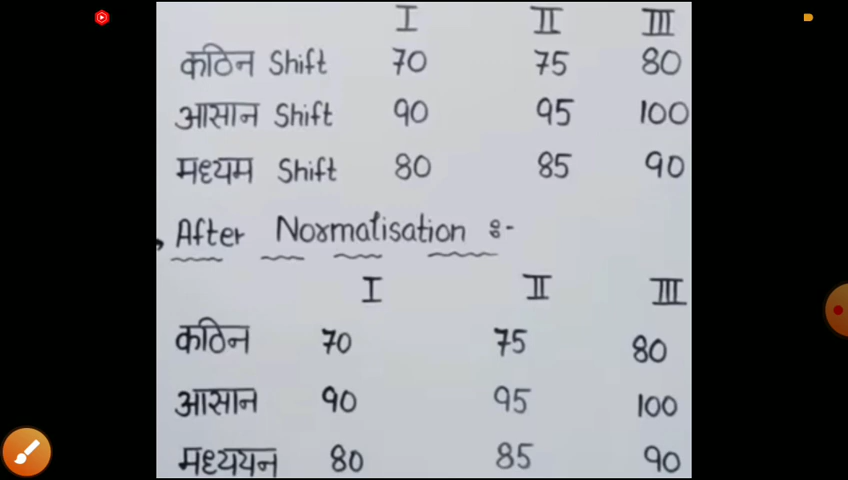 I II III
कठिन Shift 70 75 80
आसान Shift 90 95 100
मध्यम Shift 80 85 90
After Normalisation :-
I II III
कठिन 70 75 80
आसान 90 95 100
मध्ययन 80 85 90